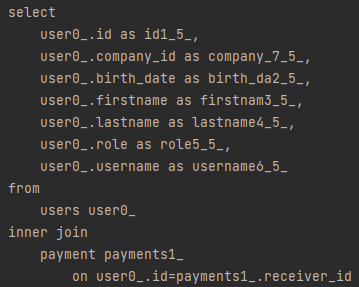 select
    user0_.id as id1_5_,
    user0_.company_id as company_7_5_,
    user0_.birth_date as birth_da2_5_,
    user0_.firstname as firstnam3_5_,
    user0_.lastname as lastname4_5_,
    user0_.role as role5_5_,
    user0_.username as username6_5_
from
    users user0_
inner join
    payment payments1_
        on user0_.id=payments1_.receiver_id